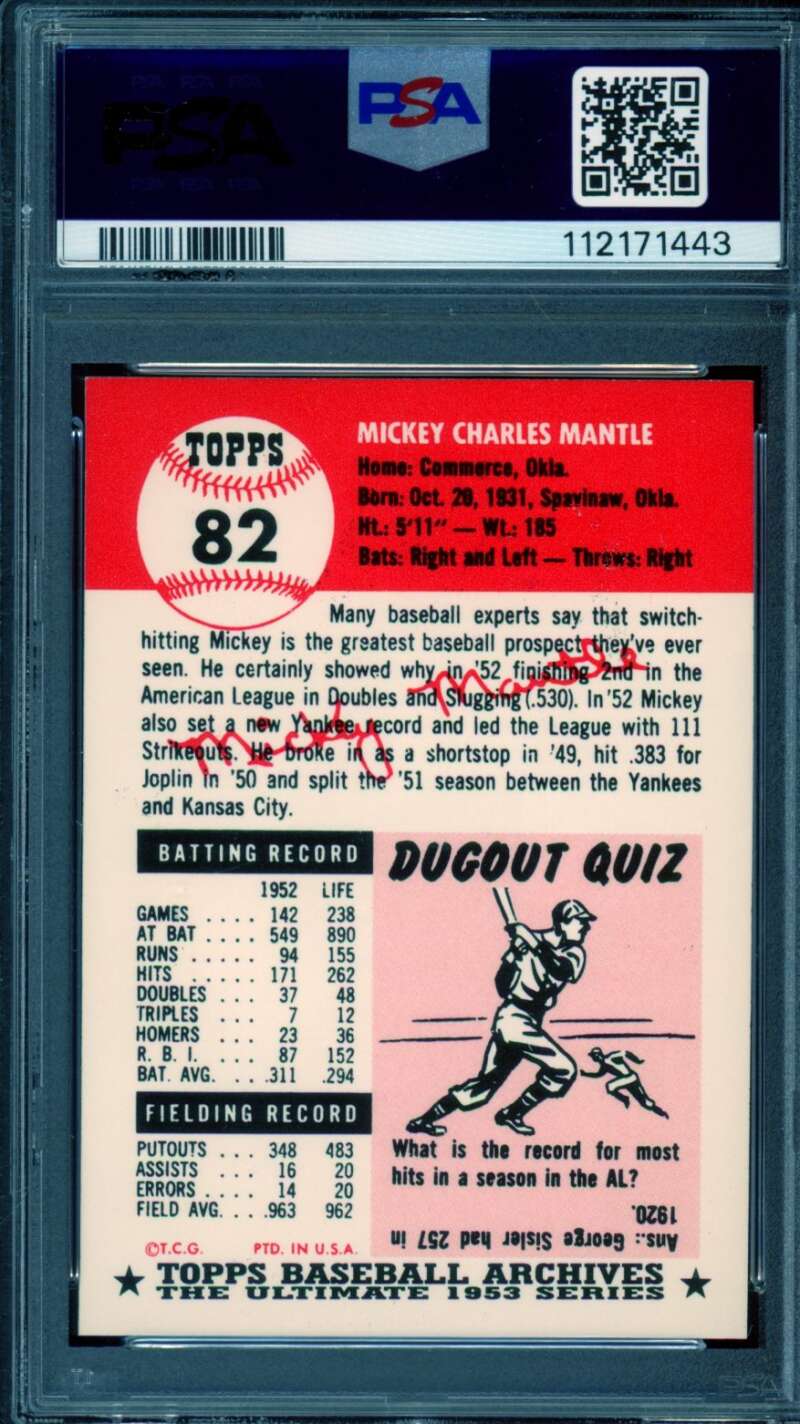 PSA
PSA
112171443
TOPPS
82
MICKEY CHARLES MANTLE
Home: Commerce, Okla.
Born: Oct. 20, 1931, Spavinaw, Okla.
Ht.: 5'11" — Wt.: 185
Bats: Right and Left — Throws: Right
Many baseball experts say that switch-
hitting Mickey is the greatest baseball prospect they've ever
seen. He certainly showed why in '52 finishing 2nd in the
American League in Doubles and Slugging (.530). In '52 Mickey
also set a new Yankee record and led the League with 111
Strikeouts. He broke in as a shortstop in '49, hit .383 for
Joplin in '50 and split the '51 season between the Yankees
and Kansas City.
Mickey Mantle
BATTING RECORD
1952 LIFE
GAMES .... 142 238
AT BAT .... 549 890
RUNS ..... 94 155
HITS ..... 171 262
DOUBLES ... 37 48
TRIPLES ... 7 12
HOMERS ... 23 36
R. B. I. ... 87 152
BAT. AVG. ... .311 .294
FIELDING RECORD
PUTOUTS ... 348 483
ASSISTS ... 16 20
ERRORS .... 14 20
FIELD AVG. ... .963 962
©T.C.G. PTD. IN U.S.A.
DUGOUT QUIZ
What is the record for most
hits in a season in the AL?
Ans.: George Sisler had 257 in
1920.
★ TOPPS BASEBALL ARCHIVES ★
THE ULTIMATE 1953 SERIES
PSA